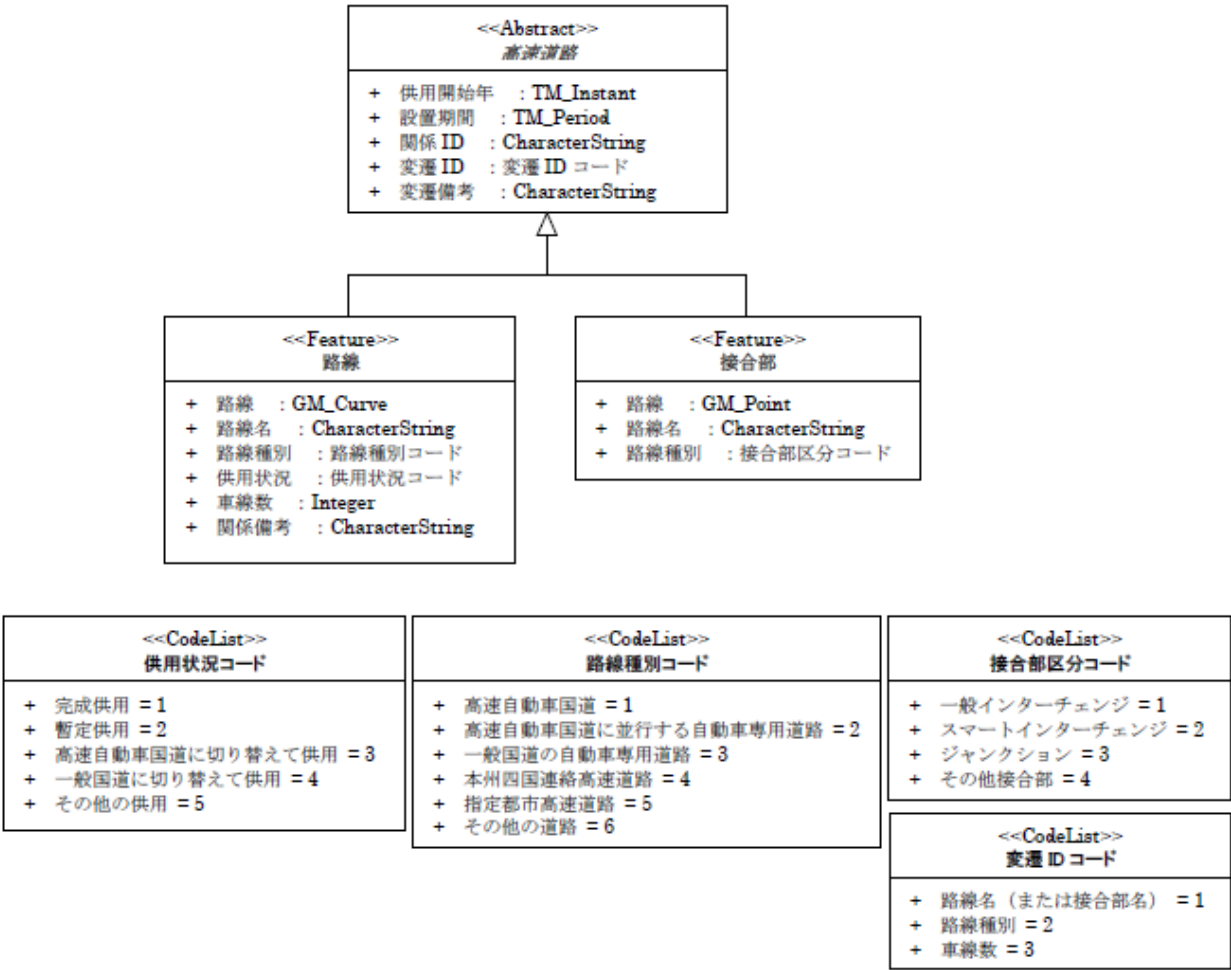 <<Abstract>>
高速道路
+ 供用開始年 : TM_Instant
+ 設置期間 : TM_Period
+ 関係 ID : CharacterString
+ 変遷 ID : 変遷 ID コード
+ 変遷備考 : CharacterString
<<Feature>>
路線
+ 路線 : GM_Curve
+ 路線名 : CharacterString
+ 路線種別 : 路線種別コード
+ 供用状況 : 供用状況コード
+ 車線数 : Integer
+ 関係備考 : CharacterString
<<Feature>>
接合部
+ 路線 : GM_Point
+ 路線名 : CharacterString
+ 路線種別 : 接合部区分コード
<<CodeList>>
供用状況コード
+ 完成供用 = 1
+ 暫定供用 = 2
+ 高速自動車国道に切り替えて供用 = 3
+ 一般国道に切り替えて供用 = 4
+ その他の供用 = 5
<<CodeList>>
路線種別コード
+ 高速自動車国道 = 1
+ 高速自動車国道に並行する自動車専用道路 = 2
+ 一般国道の自動車専用道路 = 3
+ 本州四国連絡高速道路 = 4
+ 指定都市高速道路 = 5
+ その他の道路 = 6
<<CodeList>>
接合部区分コード
+ 一般インターチェンジ = 1
+ スマートインターチェンジ = 2
+ ジャンクション = 3
+ その他接合部 = 4
<<CodeList>>
変遷 ID コード
+ 路線名（または接合部名） = 1
+ 路線種別 = 2
+ 車線数 = 3